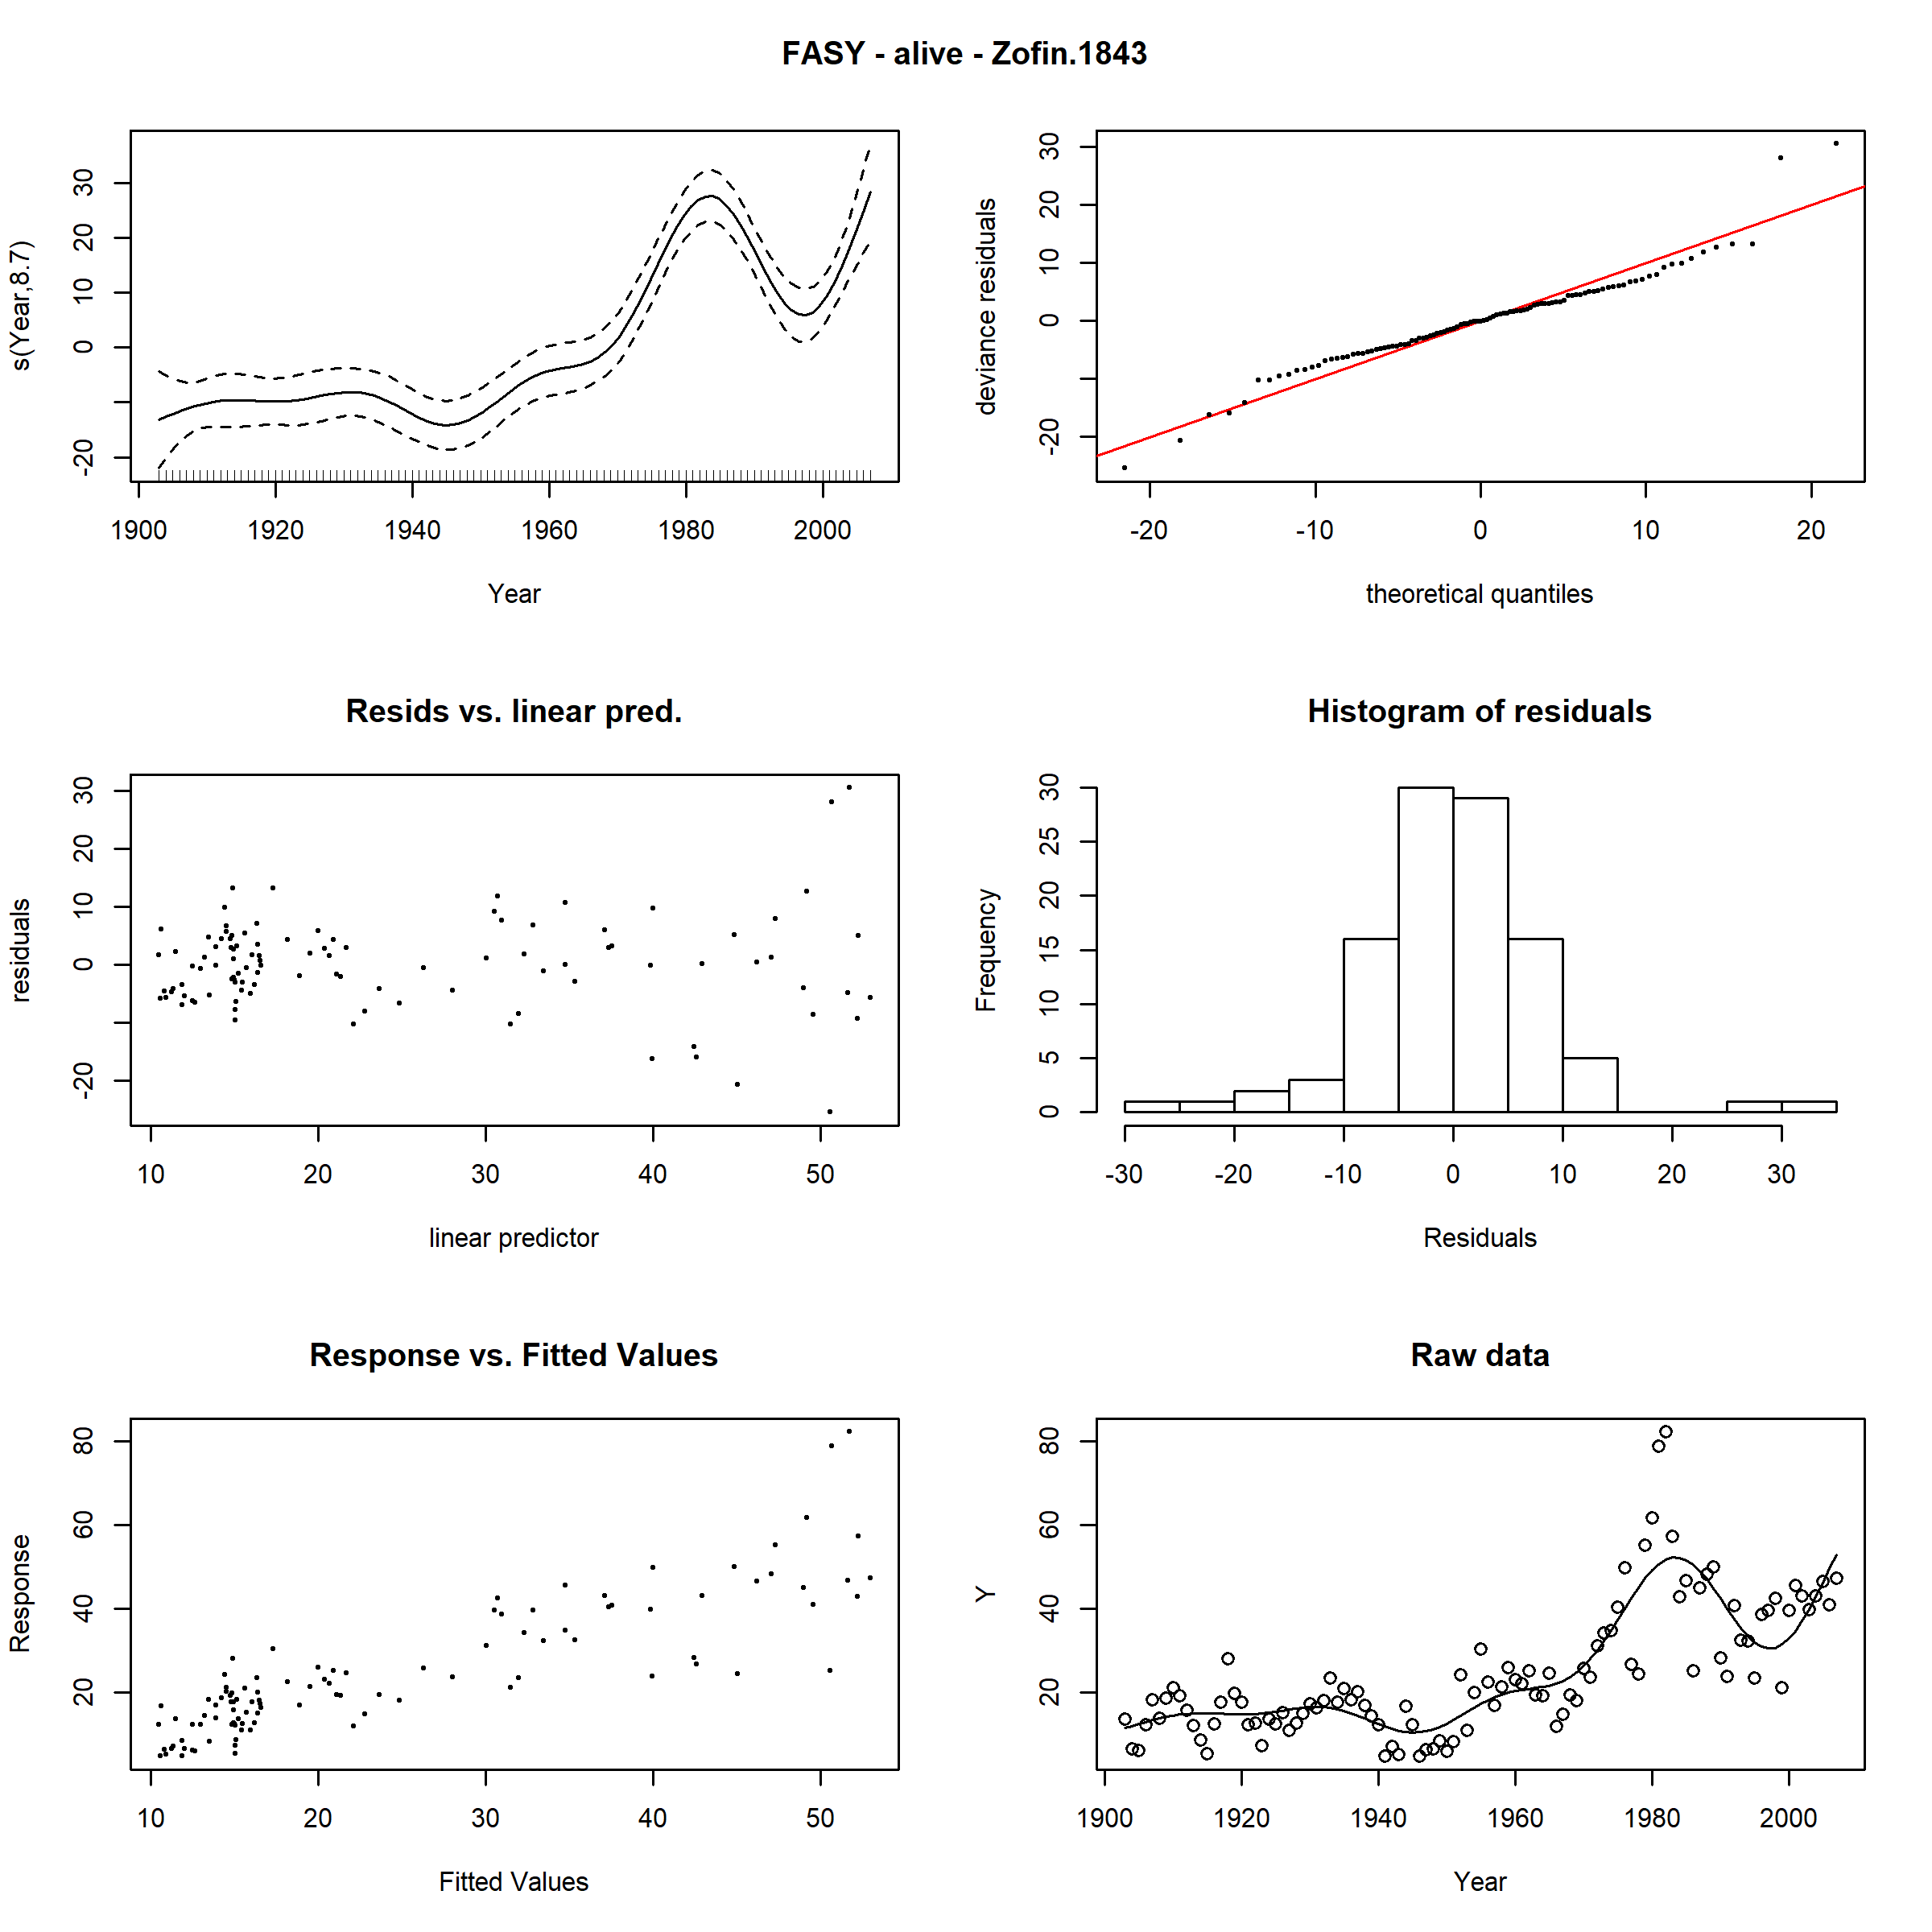 FASY - alive - Zofin.1843
s(Year,8.7)
30
20
10
0
-20
1900 1920 1940 1960 1980 2000
Year
deviance residuals
30
20
10
0
-20
-20 -10 0 10 20
theoretical quantiles
Resids vs. linear pred.
residuals
30
20
10
0
-20
10 20 30 40 50
linear predictor
Histogram of residuals
Frequency
30
25
20
15
10
5
0
-30 -20 -10 0 10 20 30
Residuals
Response vs. Fitted Values
Response
80
60
40
20
10 20 30 40 50
Fitted Values
Raw data
Y
80
60
40
20
1900 1920 1940 1960 1980 2000
Year